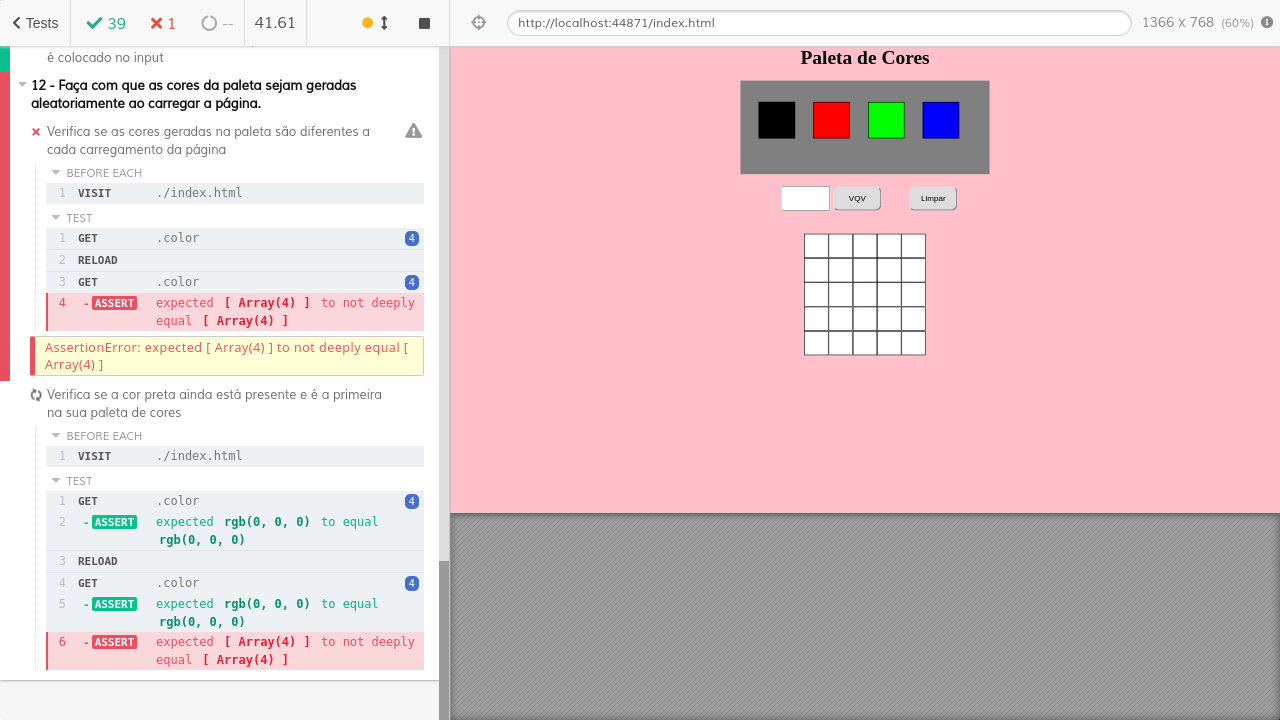 Tests
39
1
--
41.61
http://localhost:44871/index.html
1366 x 768 (60%)
é colocado no input
12 - Faça com que as cores da paleta sejam geradas
aleatoriamente ao carregar a página.
Verifica se as cores geradas na paleta são diferentes a
cada carregamento da página
BEFORE EACH
1 VISIT ./index.html
TEST
1 GET .color 4
2 RELOAD
3 GET .color 4
4 -ASSERT expected [ Array(4) ] to not deeply
equal [ Array(4) ]
AssertionError: expected [ Array(4) ] to not deeply equal [
Array(4) ]
Verifica se a cor preta ainda está presente e é a primeira
na sua paleta de cores
BEFORE EACH
1 VISIT ./index.html
TEST
1 GET .color 4
2 -ASSERT expected rgb(0, 0, 0) to equal
rgb(0, 0, 0)
3 RELOAD
4 GET .color 4
5 -ASSERT expected rgb(0, 0, 0) to equal
rgb(0, 0, 0)
6 -ASSERT expected [ Array(4) ] to not deeply
equal [ Array(4) ]
Paleta de Cores
VQV
Limpar